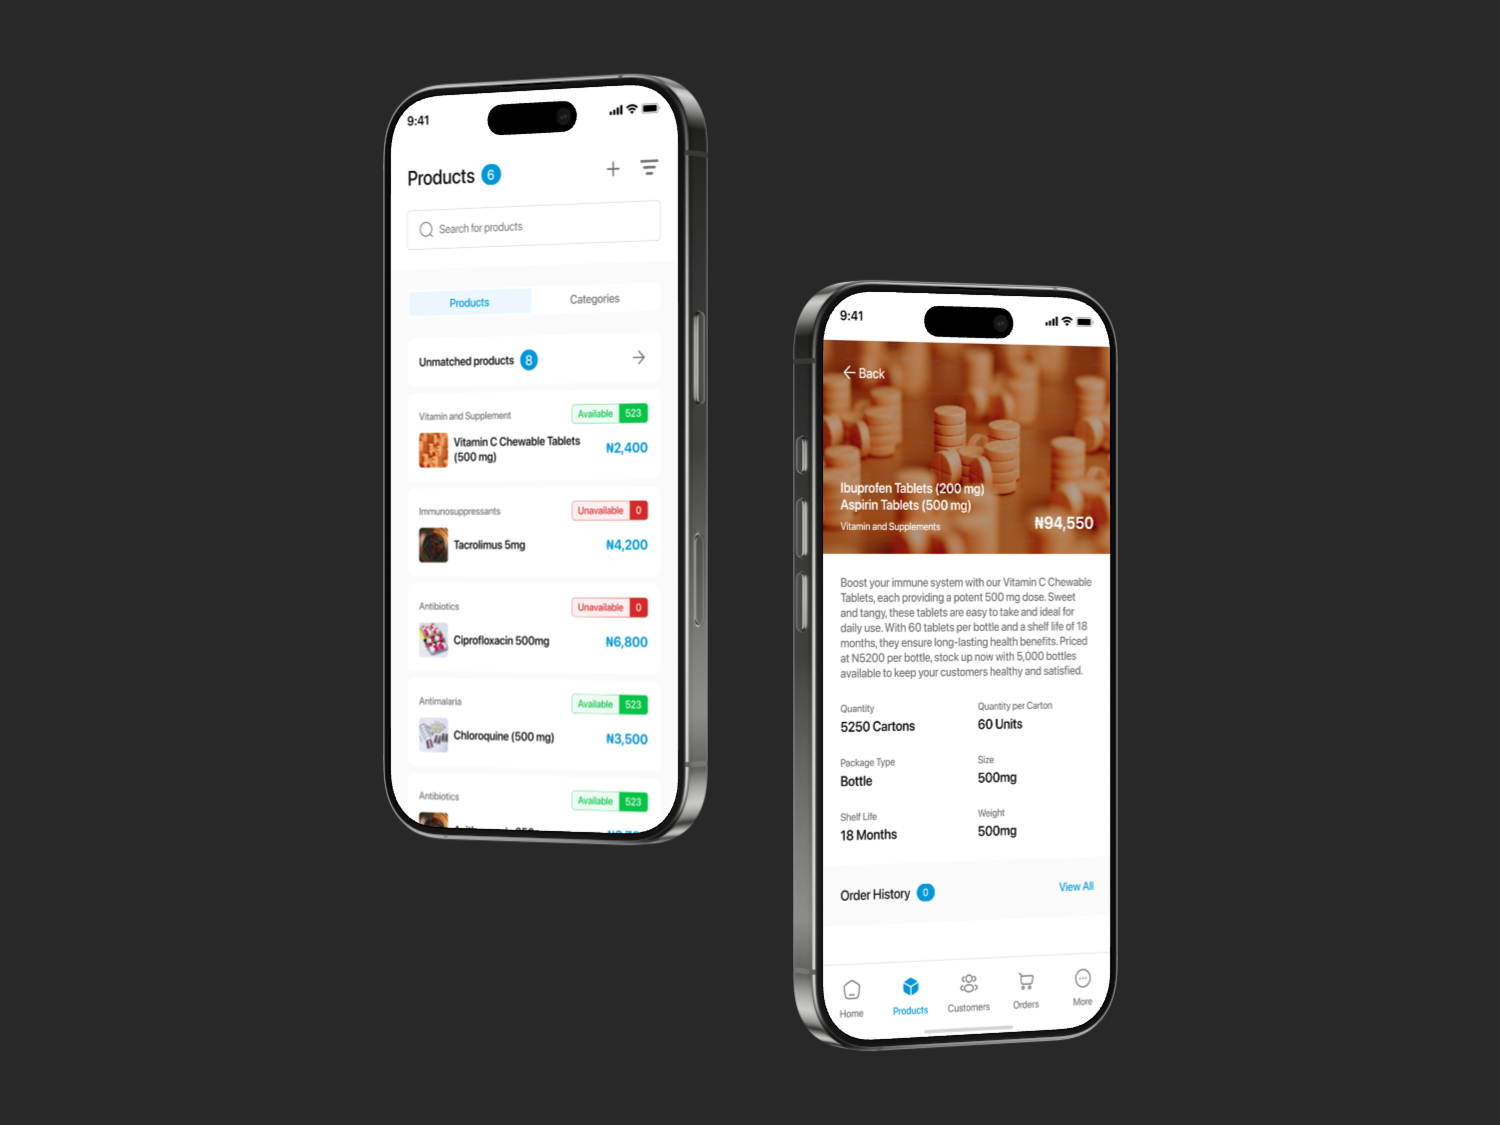 9:41
Products 6
Search for products
Products
Categories
Unmatched products 8
Vitamin and Supplement
Available 523
Vitamin C Chewable Tablets
(500 mg)
₦2,400
Immunosuppressants
Unavailable 0
Tacrolimus 5mg
₦4,200
Antibiotics
Unavailable 0
Ciprofloxacin 500mg
₦6,800
Antimalaria
Available 523
Chloroquine (500 mg)
₦3,500
Antibiotics
Available 523
9:41
Back
Ibuprofen Tablets (200 mg)
Aspirin Tablets (500 mg)
Vitamin and Supplements
₦94,550
Boost your immune system with our Vitamin C Chewable
Tablets, each providing a potent 500 mg dose. Sweet
and tangy, these tablets are easy to take and ideal for
daily use. With 60 tablets per bottle and a shelf life of 18
months, they ensure long-lasting health benefits. Priced
at N5200 per bottle, stock up now with 5,000 bottles
available to keep your customers healthy and satisfied.
Quantity
5250 Cartons
Quantity per Carton
60 Units
Package Type
Bottle
Size
500mg
Shelf Life
18 Months
Weight
500mg
Order History 0
View All
Home
Products
Customers
Orders
More